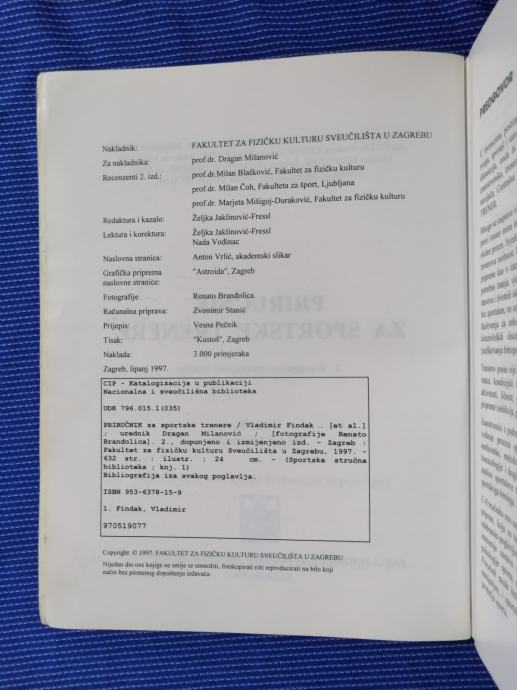 Nakladnik: FAKULTET ZA FIZIČKU KULTURU SVEUČILIŠTA U ZAGREBU
Za nakladnika: prof.dr. Dragan Milanović
Recenzenti 2. izd.: prof.dr.Milan Blašković, Fakultet za fizičku kulturu
prof.dr. Milan Čoh, Fakulteta za šport, Ljubljana
prof.dr. Marjeta Mišigoj-Duraković, Fakultet za fizičku kulturu
Redaktura i kazalo: Željka Jaklinović-Fressl
Lektura i korektura: Željka Jaklinović-Fressl
Nada Vodinac
Naslovna stranica: Anton Vrlić, akademski slikar
Grafička priprema "Astroida", Zagreb
naslovne stranice:
Fotografije Renato Brandolica
Računalna priprava: Zvonimir Stanić
Prijepis: Vesna Pečnik
Tisak: "Kustoš", Zagreb
Naklada: 3.000 primjeraka
Zagreb, lipanj 1997.
CIP - Katalogizacija u publikaciji
Nacionalna i sveučilišna biblioteka
UDK 796.015.1(035)
PRIRUČNIK za sportske trenere / Vladimir Findak .. [et al.]
; urednik Dragan Milanović ; [fotografije Renato
Brandolica]. 2., dopunjeno i izmijenjeno izd. - Zagreb :
Fakultet za fizičku kulturu Sveučilišta u Zagrebu, 1997. -
632 str. : ilustr. ; 24 cm. - (Sportska stručna
biblioteka ; knj. 1)
Bibliografija iza svakog poglavlja.
ISBN 953-6378-15-9
1. Findak, Vladimir
970519077
Copyright © 1997. FAKULTET ZA FIZIČKU KULTURU SVEUČILIŠTA U ZAGREBU
Nijedan dio ove knjige ne smije se umnožiti, fotokopirati niti reproducirati na bilo koji
način bez pismenog dopuštenja izdavača.
PREDGOVOR
TRENER.